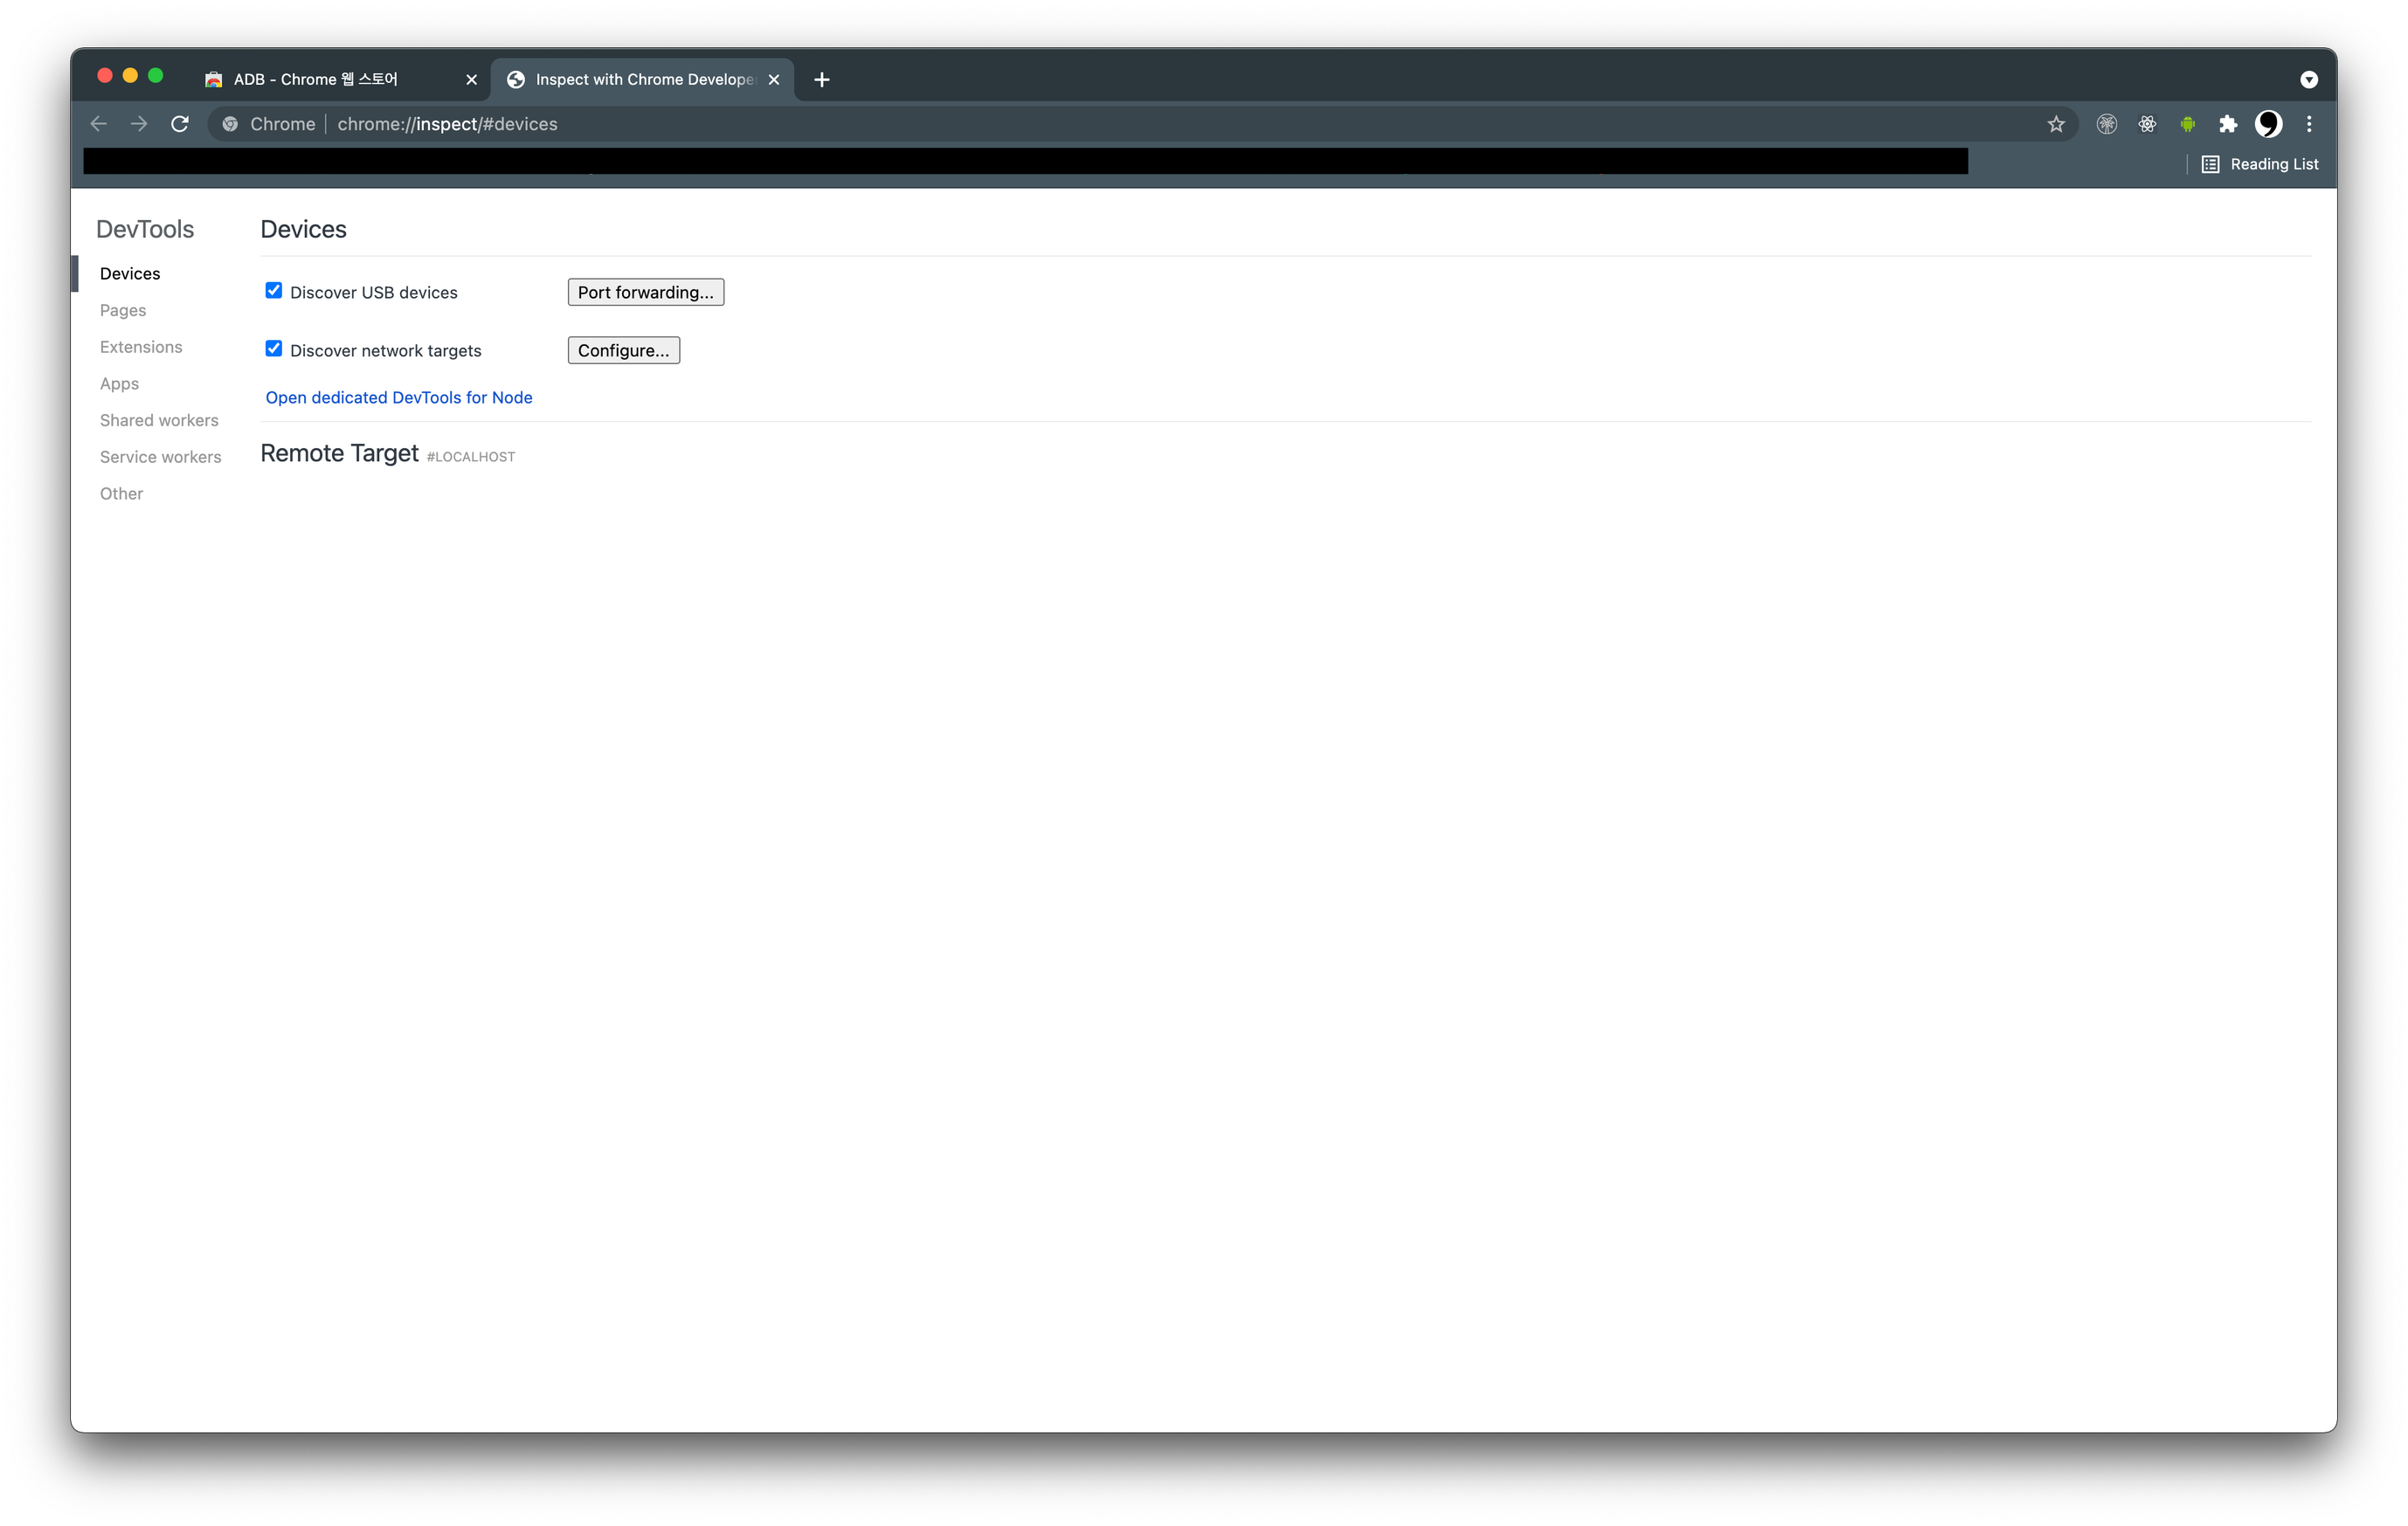 ADB - Chrome 웹 스토어
Inspect with Chrome Develope
Chrome
chrome://inspect/#devices
Reading List
DevTools
Devices
Pages
Extensions
Apps
Shared workers
Service workers
Other
Devices
Discover USB devices
Port forwarding...
Discover network targets
Configure...
Open dedicated DevTools for Node
Remote Target #LOCALHOST